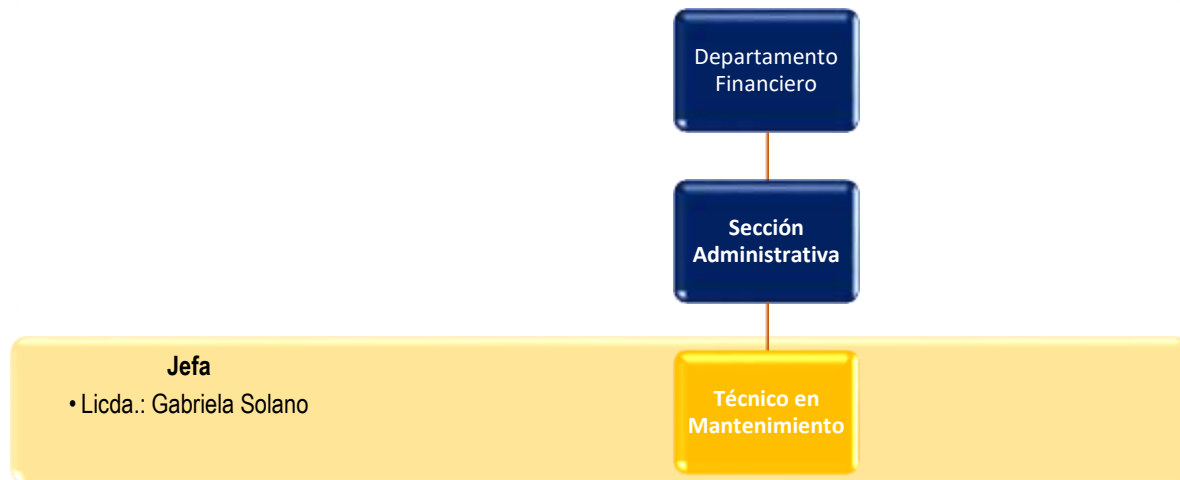 Departamento
Financiero
Sección
Administrativa
Jefa
• Licda.: Gabriela Solano
Técnico en
Mantenimiento